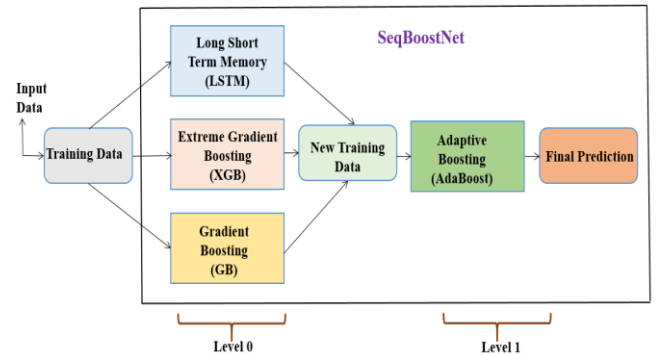 SeqBoostNet
Long Short
Term Memory
(LSTM)
Input
Data
Training Data
Extreme Gradient
Boosting
(XGB)
New Training
Data
Adaptive
Boosting
(AdaBoost)
Final Prediction
Gradient
Boosting
(GB)
Level 0
Level 1